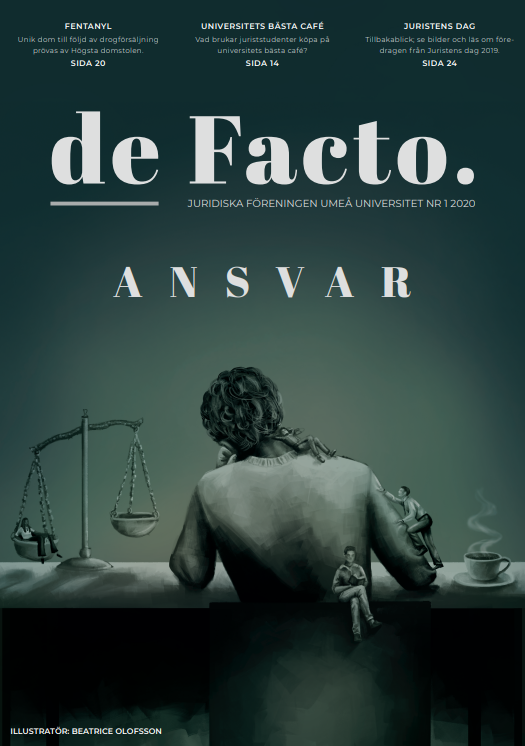 FENTANYL
Unik dom till följd av drogförsäljning
prövas av Högsta domstolen.
SIDA 20
UNIVERSITETS BÄSTA CAFÉ
Vad brukar juriststudenter köpa på
universitets bästa café?
SIDA 14
JURISTENS DAG
Tillbakablick; se bilder och läs om före-
dragen från Juristens dag 2019.
SIDA 24
de Facto.
JURIDISKA FÖRENINGEN UMEÅ UNIVERSITET NR 1 2020
ANSVAR
ILLUSTRATÖR: BEATRICE OLOFSSON